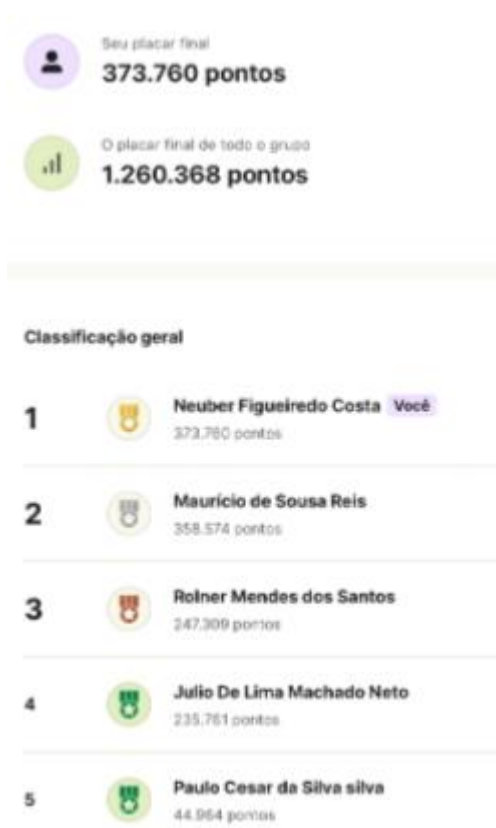 Seu placar final
373.760 pontos
O placar final de todo o grupo
1.260.368 pontos
Classificação geral
1
Neuber Figueiredo Costa Você
373.760 pontos
2
Maurício de Sousa Reis
358.574 pontos
3
Rolner Mendes dos Santos
247.309 pontos
4
Julio De Lima Machado Neto
235.761 pontos
5
Paulo Cesar da Silva silva
44.964 pontos